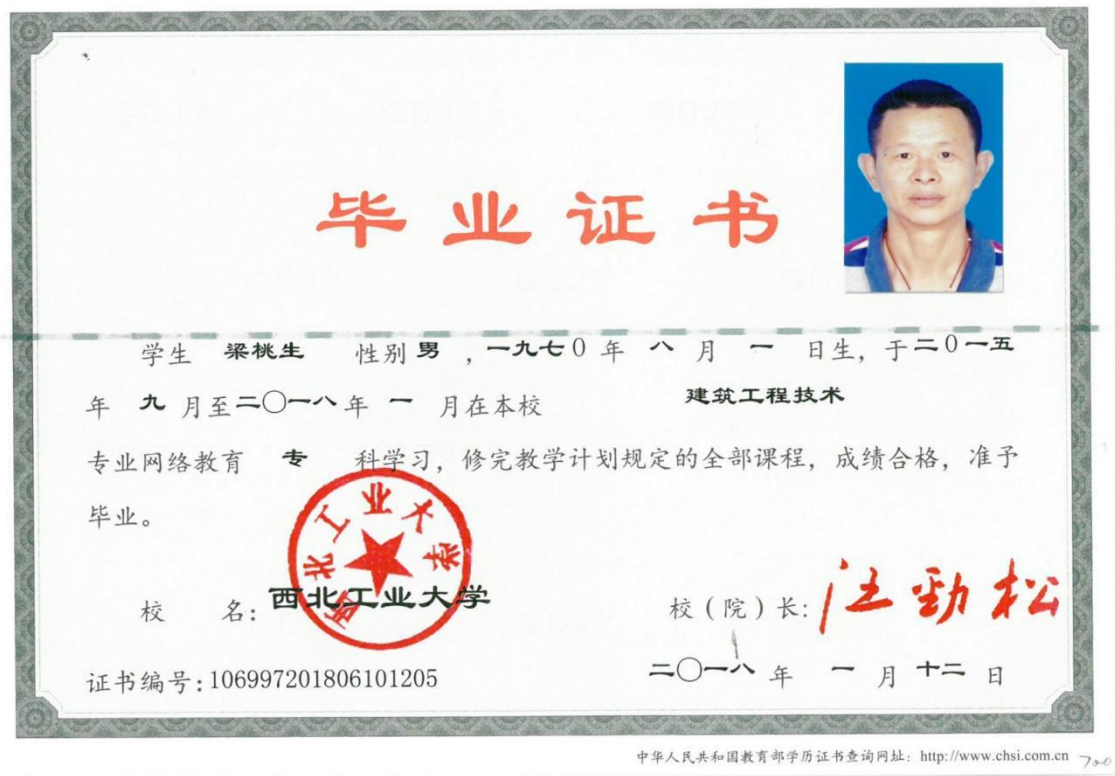 毕业证书
学生 梁桃生 性别 男 ,一九七0 年 八 月 一 日生, 于二0一五
年 九 月至二〇一八年 一 月在本校 建筑工程技术
专业网络教育 专 科学习, 修完教学计划规定的全部课程, 成绩合格, 准予
毕业。
西北工业大学
校 名: 西北工业大学
校（院）长: 汪劲松
证书编号: 106997201806101205
二〇一八 年 一 月 十二 日
中华人民共和国教育部学历证书查询网址: http://www.chsi.com.cn
700